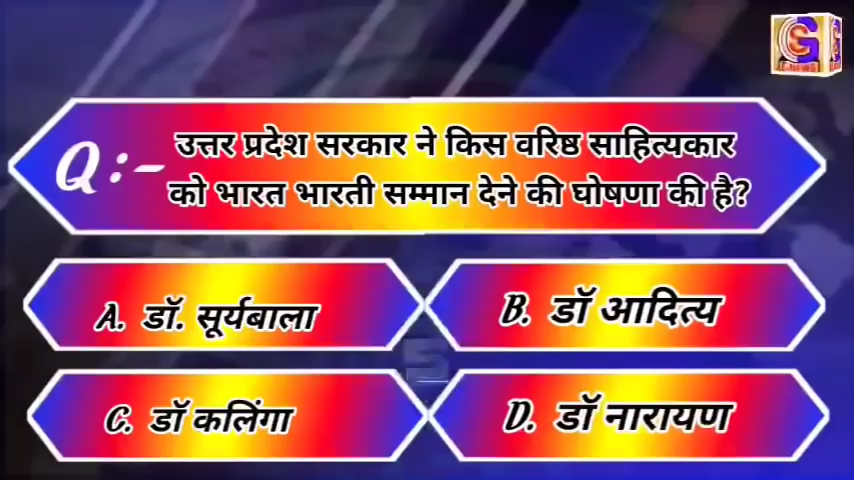 Q:- उत्तर प्रदेश सरकार ने किस वरिष्ठ साहित्यकार
को भारत भारती सम्मान देने की घोषणा की है?
A. डॉ. सूर्यबाला
B. डॉ आदित्य
C. डॉ कलिंगा
D. डॉ नारायण